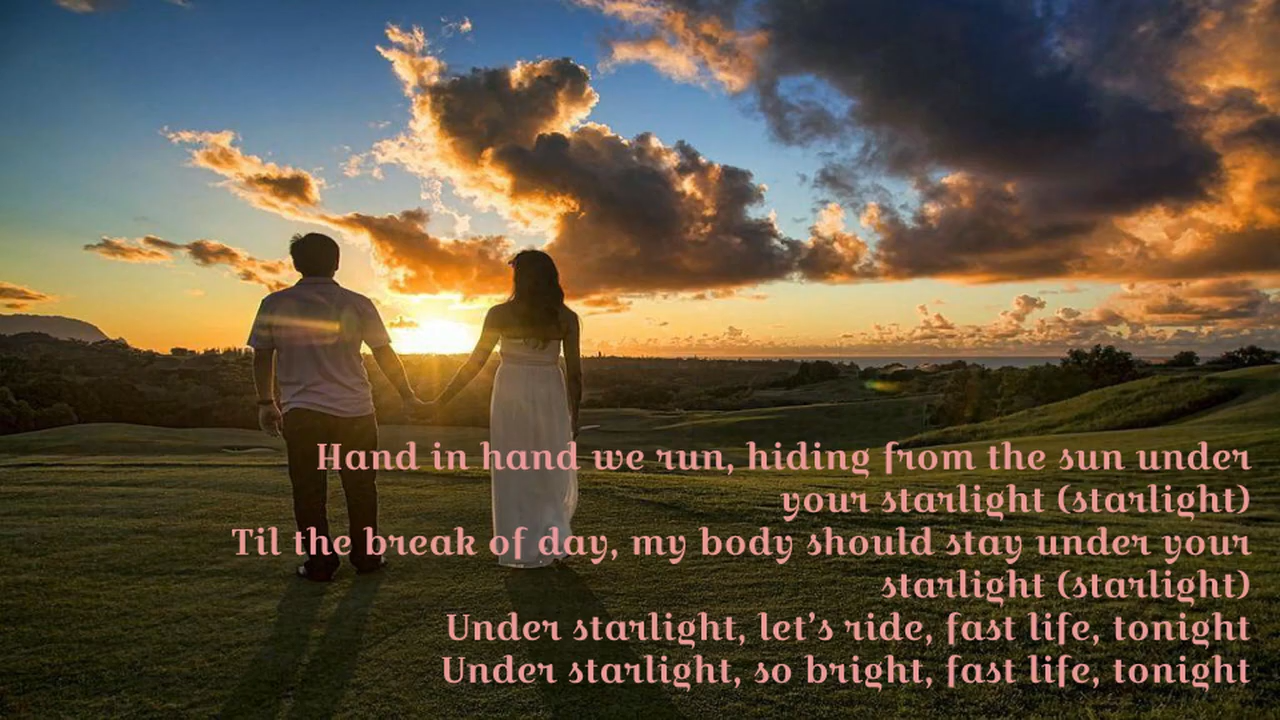 Hand in hand we run, hiding from the sun under
your starlight (starlight)
Til the break of day, my body should stay under your
starlight (starlight)
Under starlight, let's ride, fast life, tonight
Under starlight, so bright, fast life, tonight